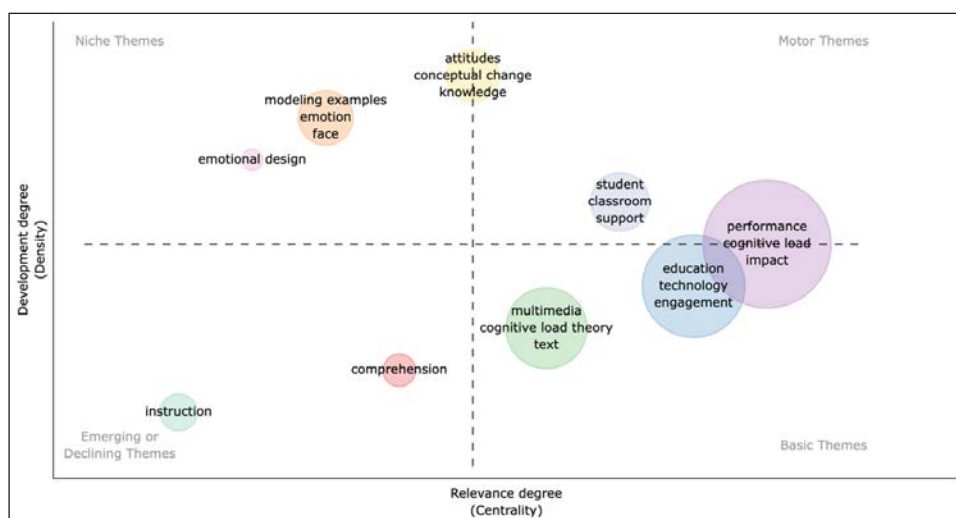 Niche Themes
Motor Themes
attitudes
conceptual change
knowledge
modeling examples
emotion
face
emotional design
student
classroom
support
performance
cognitive load
impact
education
technology
engagement
multimedia
cognitive load theory
text
comprehension
instruction
Emerging or
Declining Themes
Basic Themes
Development degree
(Density)
Relevance degree
(Centrality)